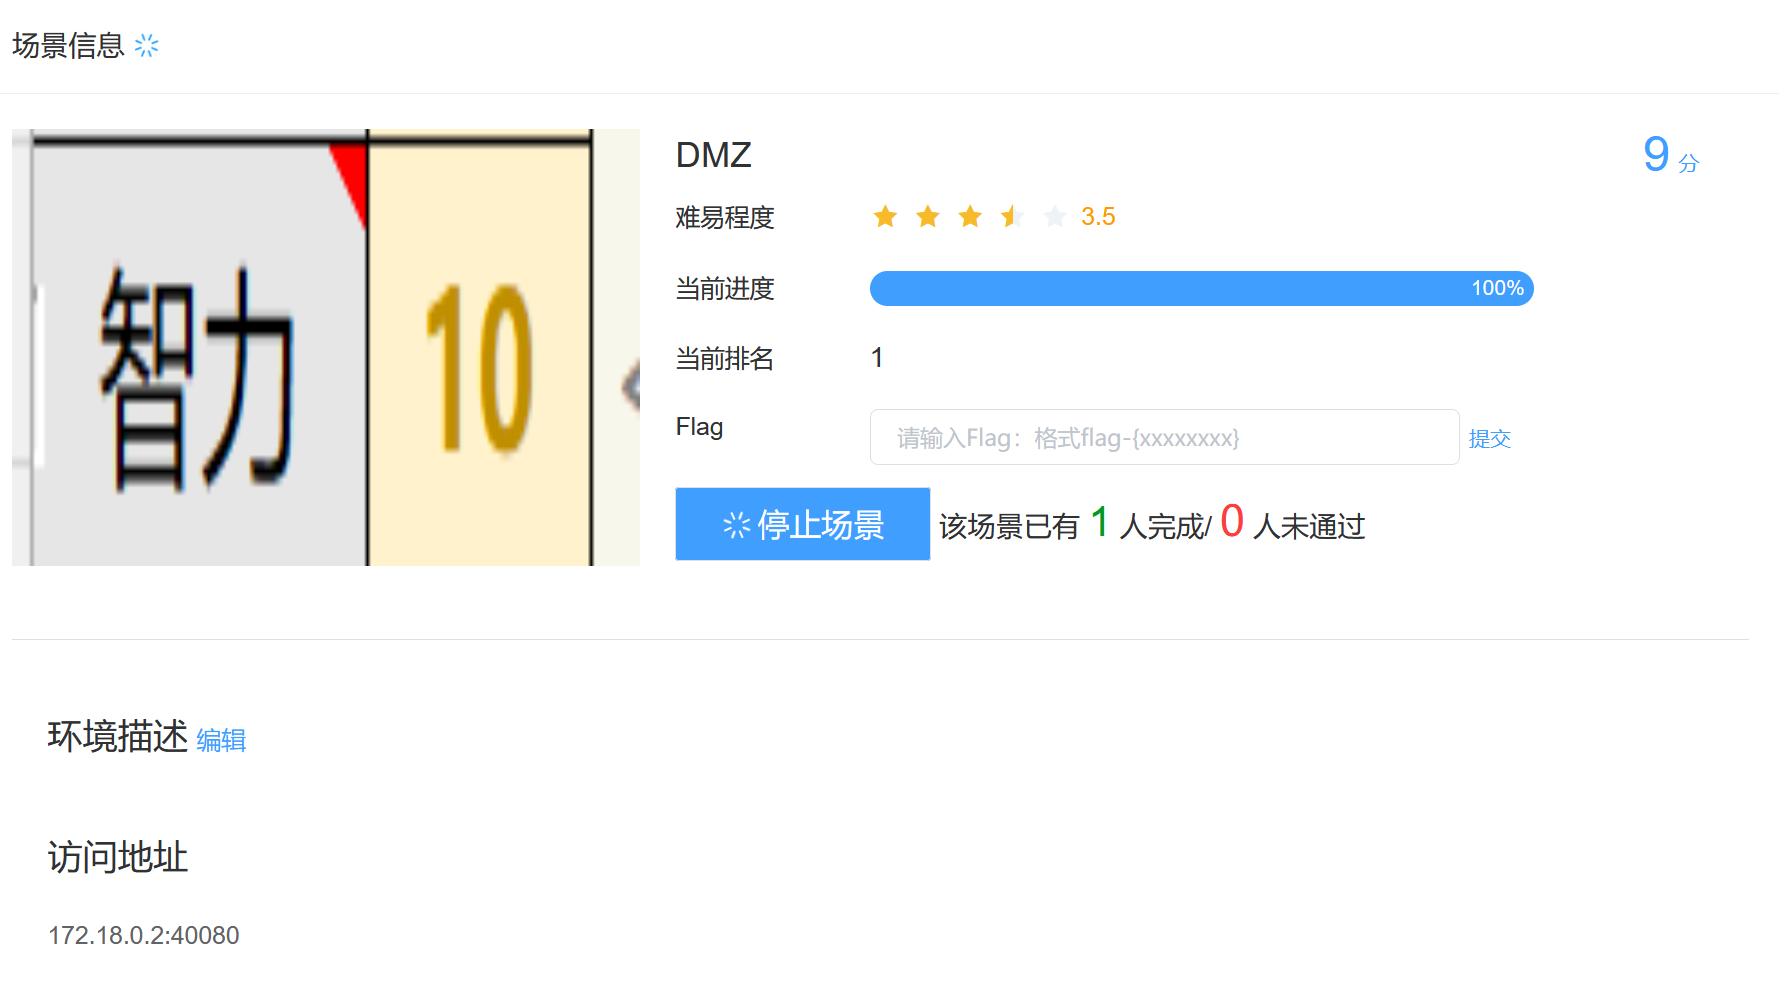 场景信息
智力 10
DMZ
9 分
难易程度 3.5
当前进度 100%
当前排名 1
Flag 请输入Flag：格式flag-{xxxxxxxx} 提交
停止场景 该场景已有 1 人完成/ 0 人未通过
环境描述 编辑
访问地址
172.18.0.2:40080